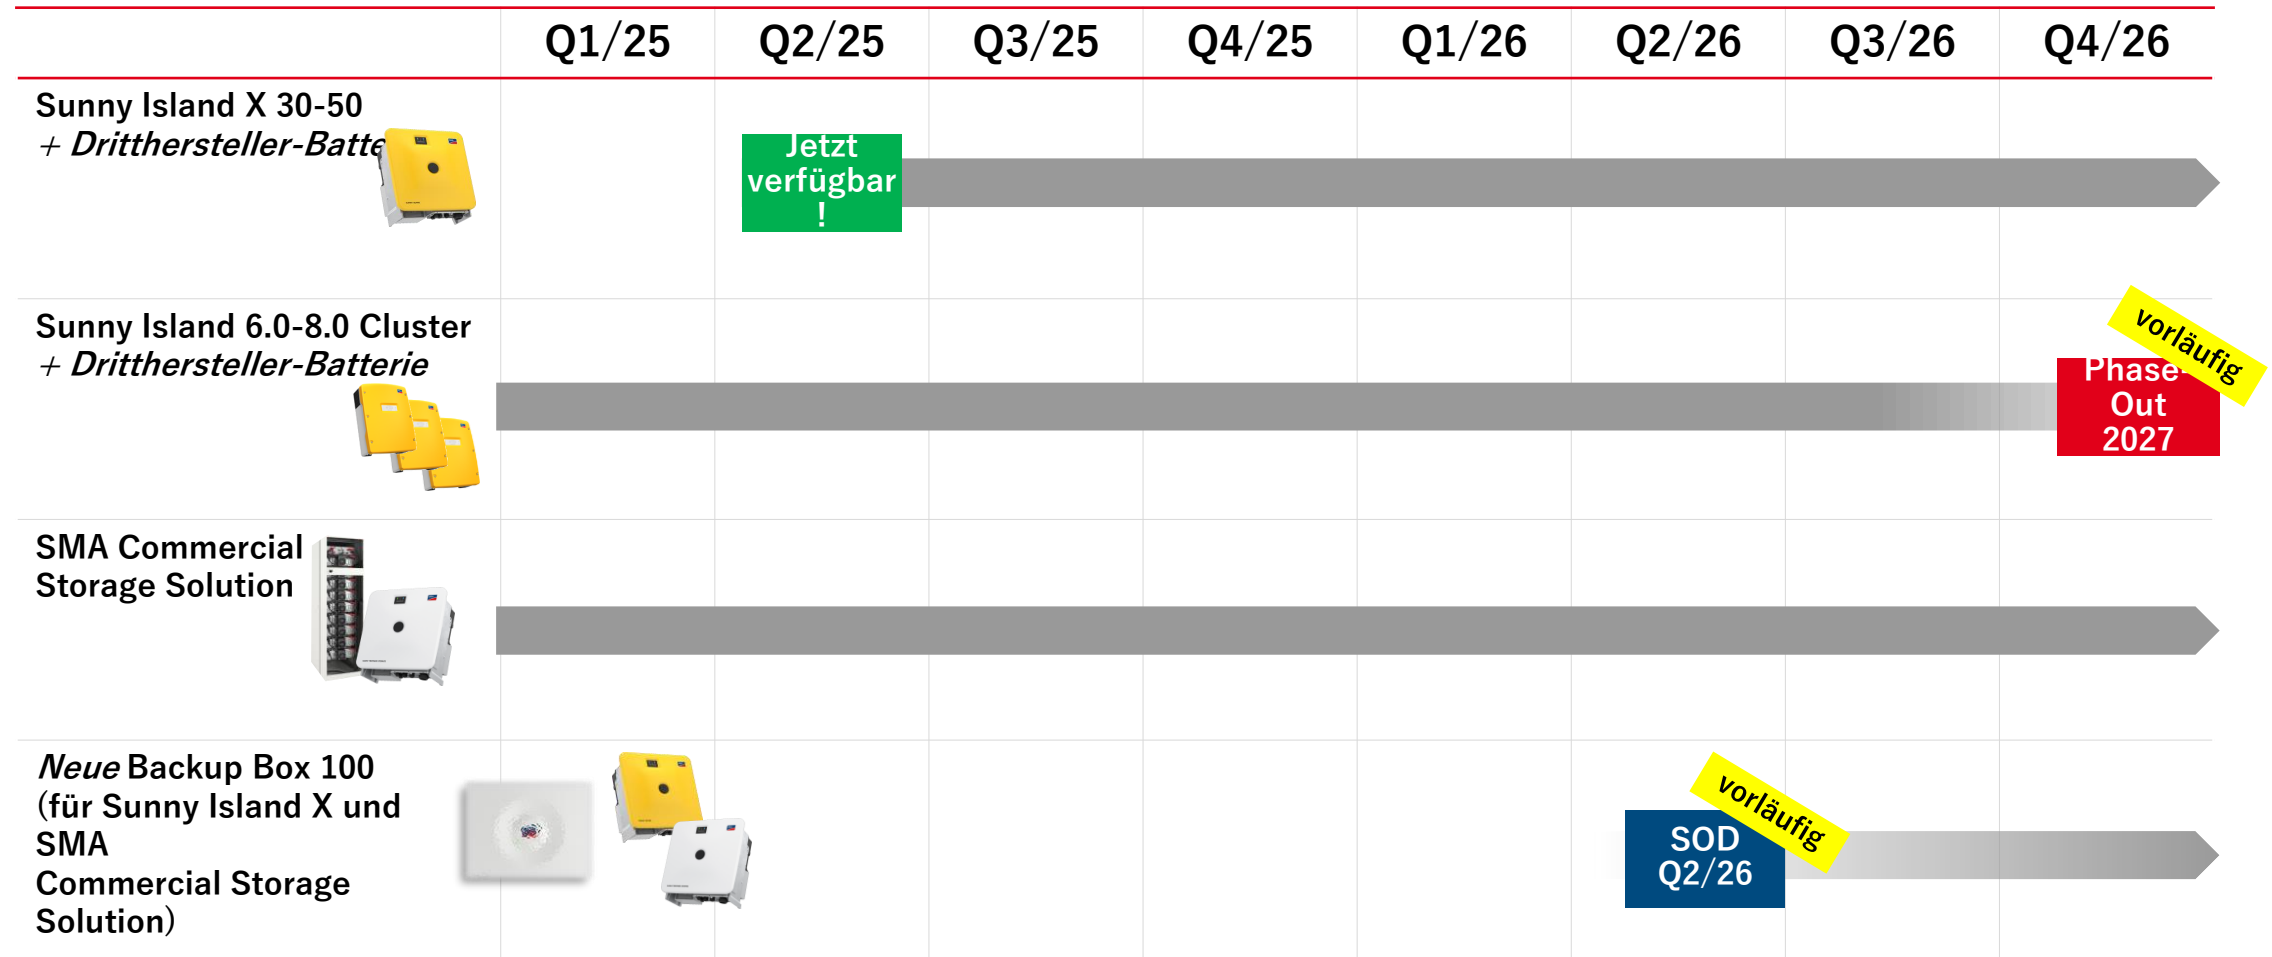 Q1/25 Q2/25 Q3/25 Q4/25 Q1/26 Q2/26 Q3/26 Q4/26
Sunny Island X 30-50
+ Dritthersteller-Batte
Jetzt
verfügbar
!
Sunny Island 6.0-8.0 Cluster
+ Dritthersteller-Batterie
vorläufig
Phase-
Out
2027
SMA Commercial
Storage Solution
Neue Backup Box 100
(für Sunny Island X und
SMA
Commercial Storage
Solution)
vorläufig
SOD
Q2/26